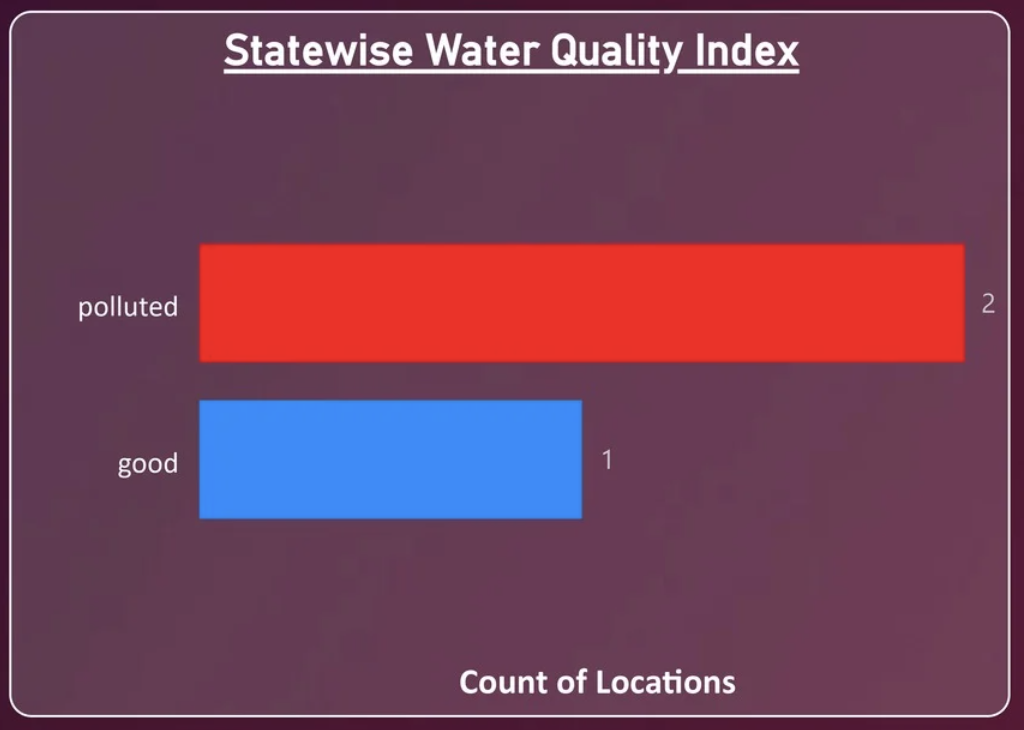 Statewise Water Quality Index
polluted
2
good
1
Count of Locations